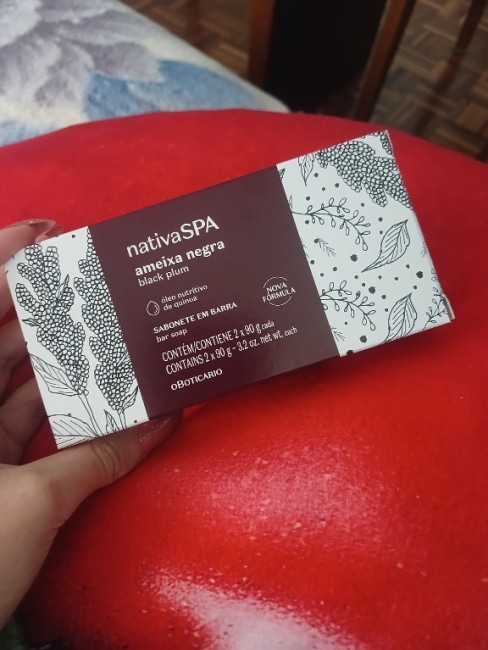 nativaSPA
ameixa negra
black plum
óleo nutritivo
de quinoa
NOVA
FÓRMULA
SABONETE EM BARRA
bar soap
CONTÉM/CONTIENE 2 x 90 g cada
CONTAINS 2 x 90 g - 3.2 oz. net wt. each
oBOTICÁRIO